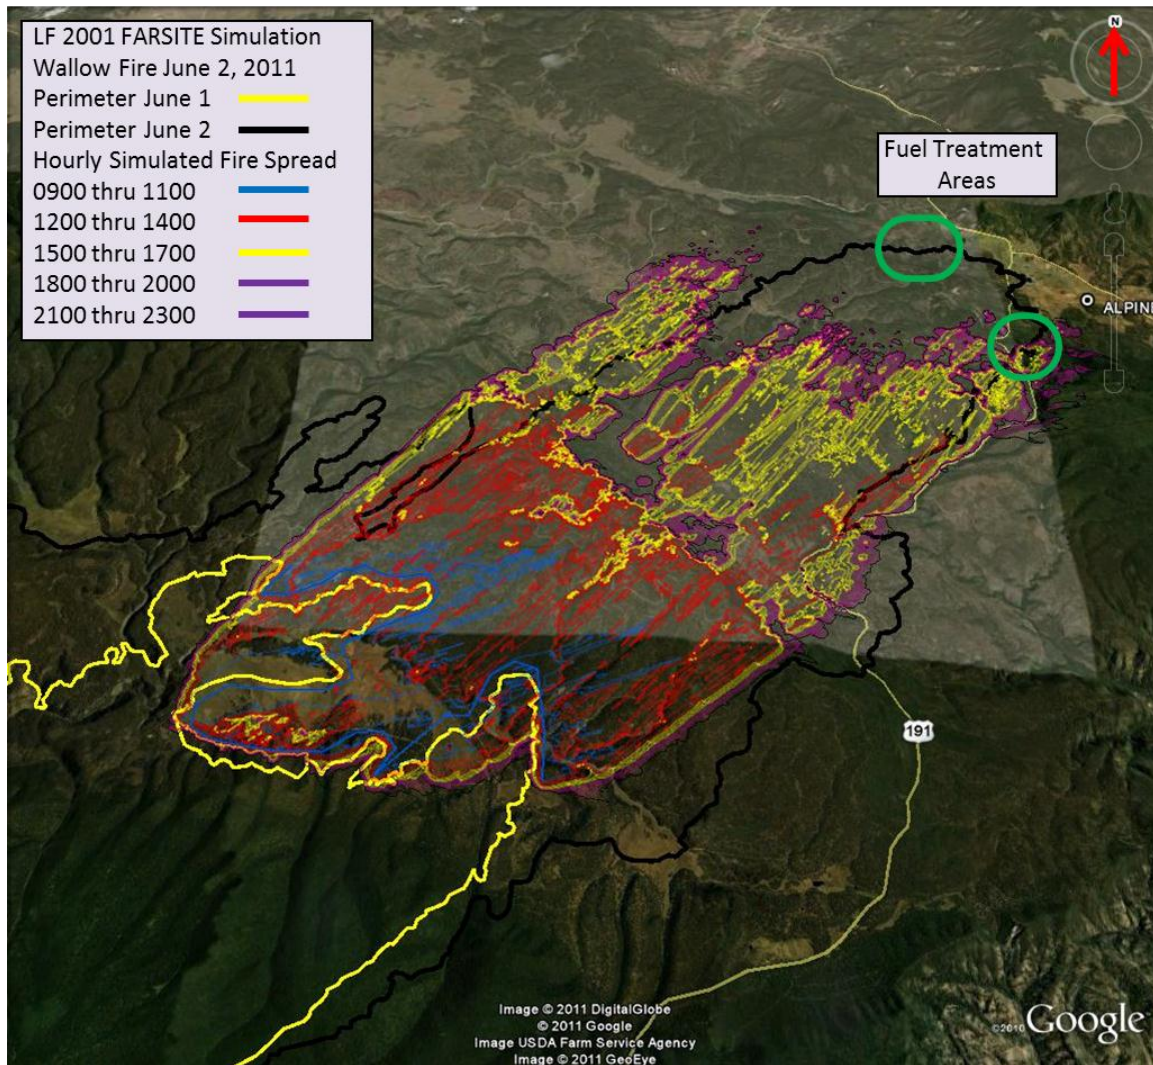 LF 2001 FARSITE Simulation
Wallow Fire June 2, 2011
Perimeter June 1
Perimeter June 2
Hourly Simulated Fire Spread
0900 thru 1100
1200 thru 1400
1500 thru 1700
1800 thru 2000
2100 thru 2300
N
Fuel Treatment
Areas
ALPINE
191
Image © 2011 DigitalGlobe
© 2011 Google
Image USDA Farm Service Agency
Image © 2011 GeoEye
©2010 Google